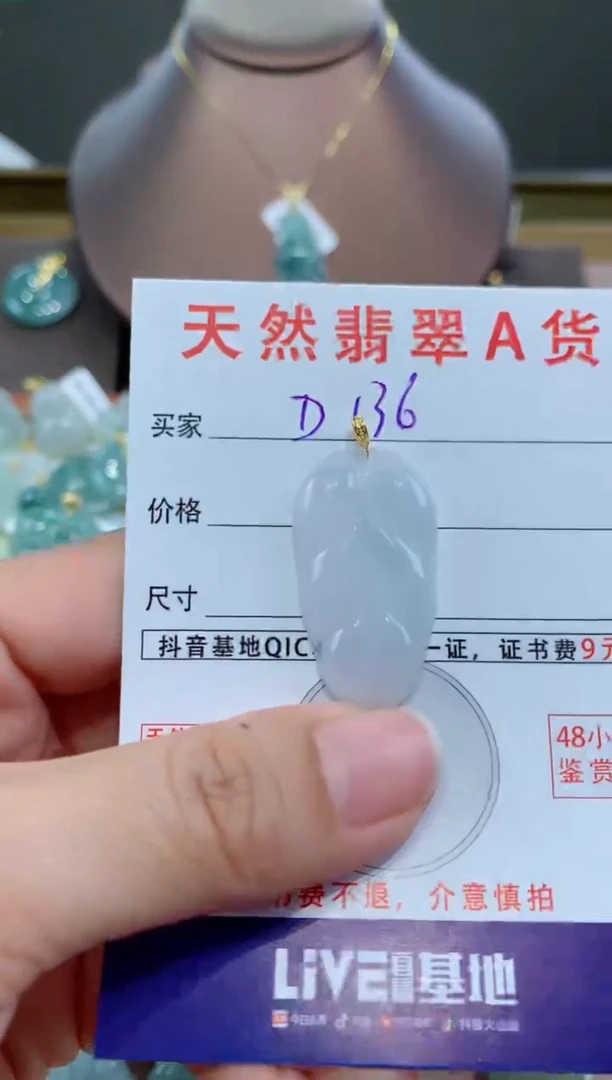 天然翡翠A货
买家 D 136
价格
尺寸
抖音基地QIC 一证，证书费9元
48小
鉴赏
费不退，介意慎拍
LiVE基地